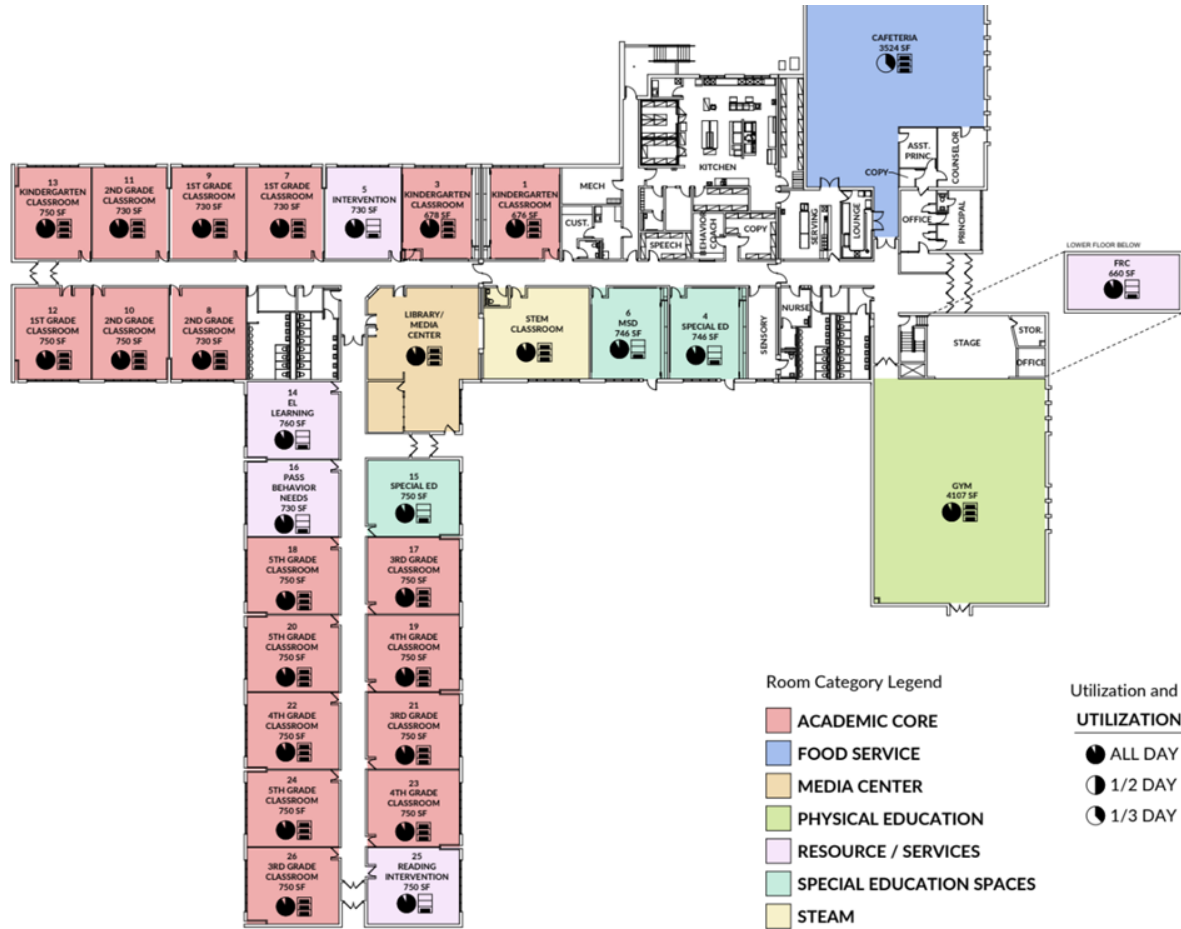 CAFETERIA
3524 SF
ASST.
PRINC.
COUNSELOR
COPY
OFFICE
PRINCIPAL
KITCHEN
MECH
CUST.
SPEECH
BEHAVIOR
COACH
COPY
SERVING
LOUNGE
13
KINDERGARTEN
CLASSROOM
750 SF
11
2ND GRADE
CLASSROOM
730 SF
9
1ST GRADE
CLASSROOM
730 SF
7
1ST GRADE
CLASSROOM
730 SF
5
INTERVENTION
730 SF
3
KINDERGARTEN
CLASSROOM
678 SF
1
KINDERGARTEN
CLASSROOM
676 SF
LOWER FLOOR BELOW
FRC
660 SF
12
1ST GRADE
CLASSROOM
750 SF
10
2ND GRADE
CLASSROOM
750 SF
8
2ND GRADE
CLASSROOM
730 SF
LIBRARY/
MEDIA
CENTER
STEM
CLASSROOM
6
MSD
746 SF
4
SPECIAL ED
746 SF
SENSORY
NURSE
STAGE
STOR.
OFFICE
14
EL
LEARNING
760 SF
16
PASS
BEHAVIOR
NEEDS
730 SF
15
SPECIAL ED
750 SF
GYM
4107 SF
18
5TH GRADE
CLASSROOM
750 SF
17
3RD GRADE
CLASSROOM
750 SF
20
5TH GRADE
CLASSROOM
750 SF
19
4TH GRADE
CLASSROOM
750 SF
22
4TH GRADE
CLASSROOM
750 SF
21
3RD GRADE
CLASSROOM
750 SF
24
5TH GRADE
CLASSROOM
750 SF
23
4TH GRADE
CLASSROOM
750 SF
26
3RD GRADE
CLASSROOM
750 SF
25
READING
INTERVENTION
750 SF
Room Category Legend
ACADEMIC CORE
FOOD SERVICE
MEDIA CENTER
PHYSICAL EDUCATION
RESOURCE / SERVICES
SPECIAL EDUCATION SPACES
STEAM
Utilization and
UTILIZATION
ALL DAY
1/2 DAY
1/3 DAY